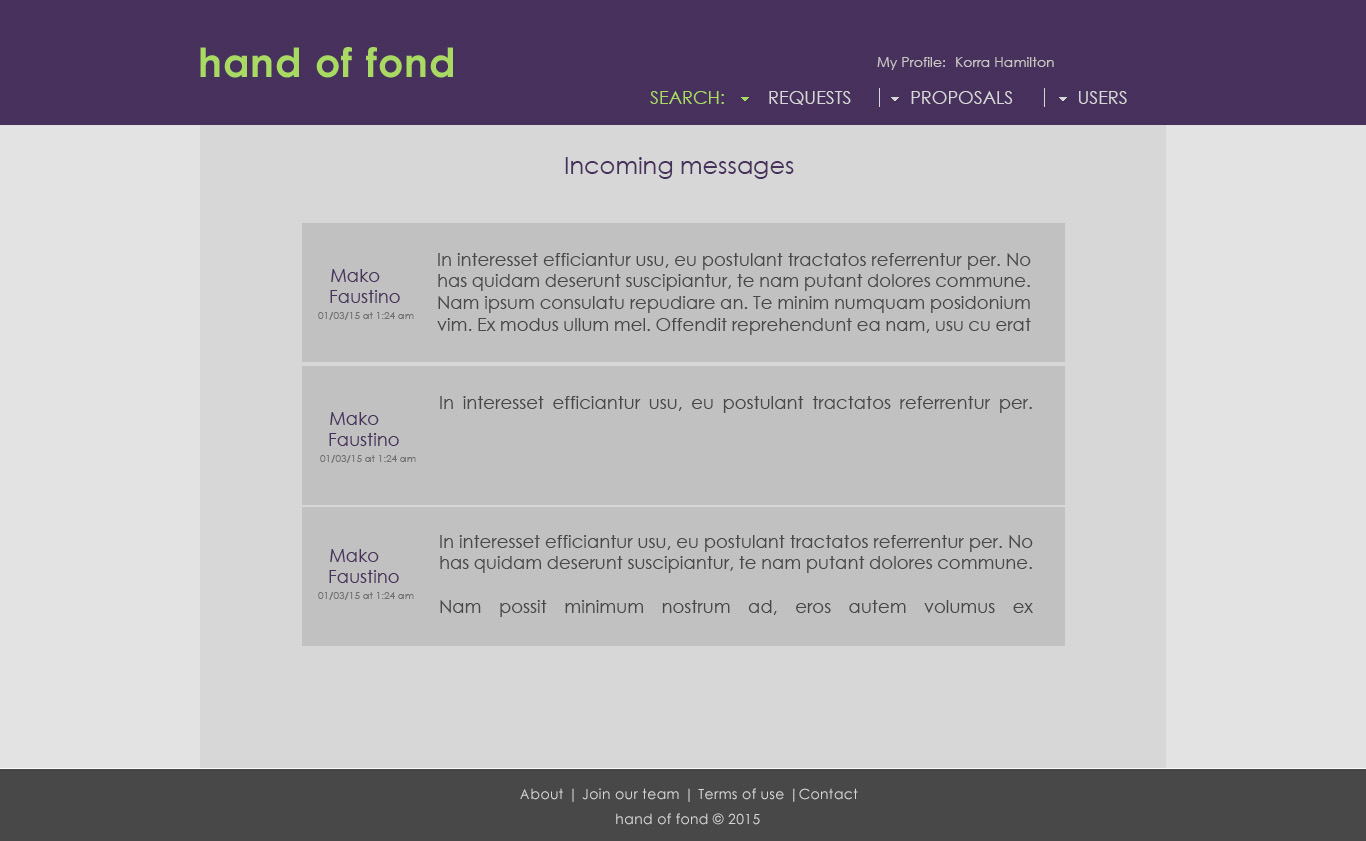 hand of fond
My Profile: Korra Hamilton
SEARCH: REQUESTS | PROPOSALS | USERS
Incoming messages
Mako
Faustino
01/03/15 at 1:24 am
In interesset efficiantur usu, eu postulant tractatos referrentur per. No
has quidam deserunt suscipiantur, te nam putant dolores commune.
Nam ipsum consulatu repudiare an. Te minim numquam posidonium
vim. Ex modus ullum mel. Offendit reprehendunt ea nam, usu cu erat
Mako
Faustino
01/03/15 at 1:24 am
In interesset efficiantur usu, eu postulant tractatos referrentur per.
Mako
Faustino
01/03/15 at 1:24 am
In interesset efficiantur usu, eu postulant tractatos referrentur per. No
has quidam deserunt suscipiantur, te nam putant dolores commune.
Nam possit minimum nostrum ad, eros autem volumus ex
About | Join our team | Terms of use |Contact
hand of fond © 2015